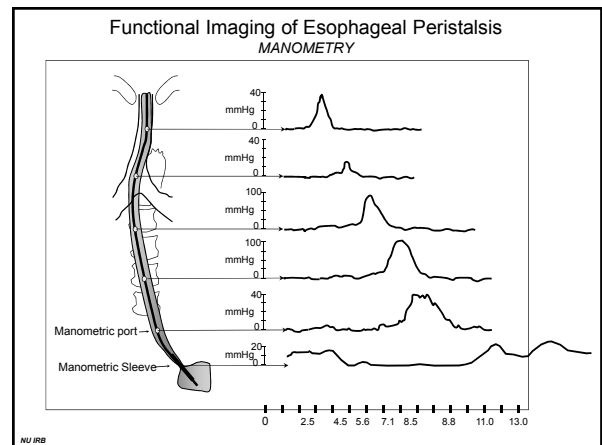 Functional Imaging of Esophageal Peristalsis
MANOMETRY
40
mmHg
0
40
mmHg
0
100
mmHg
0
100
mmHg
0
40
mmHg
0
Manometric port
20
mmHg
0
Manometric Sleeve
0 2.5 4.5 5.6 7.1 8.5 8.8 11.0 13.0
NU IRB